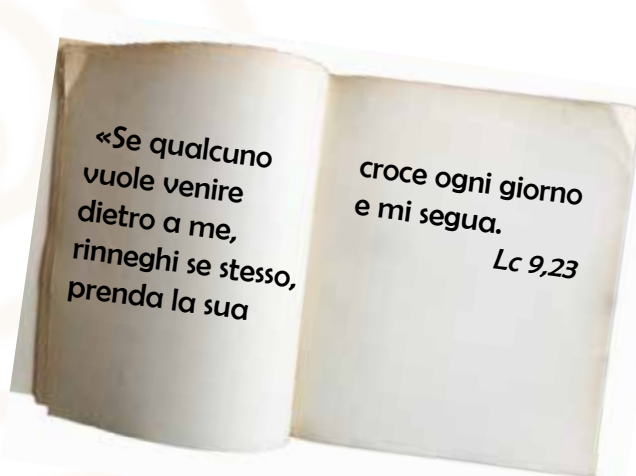 «Se qualcuno
vuole venire
dietro a me,
rinneghi se stesso,
prenda la sua
croce ogni giorno
e mi segua.
Lc 9,23